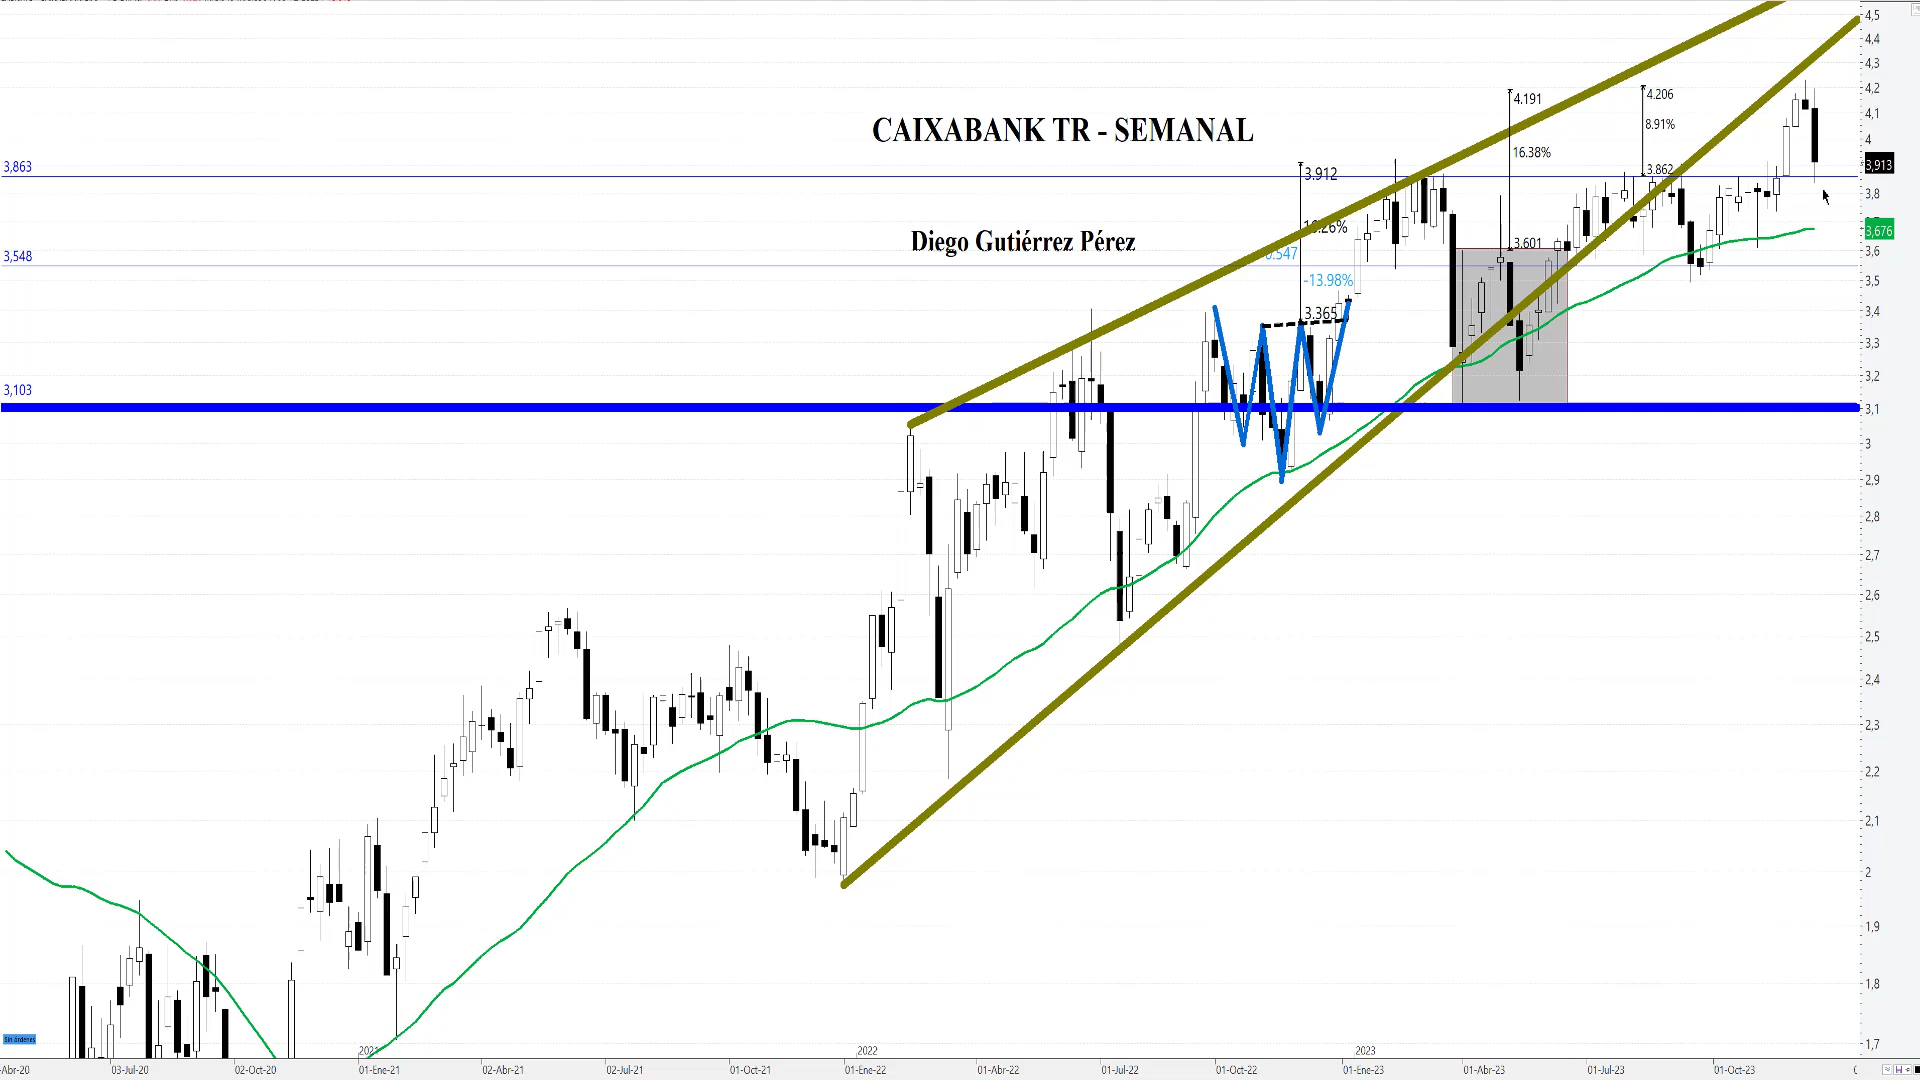 CAIXABANK TR - SEMANAL
Diego Gutiérrez Pérez
3,863
3,548
3,103
3.912
-13.98%
3.365
4.191
16.38%
3.601
4.206
8.91%
3.862
4,5
4,4
4,3
4,2
4,1
4
3,913
3,8
3,676
3,6
3,5
3,4
3,3
3,2
3,1
3
2,9
2,8
2,7
2,6
2,5
2,4
2,3
2,2
2,1
2
1,9
1,8
1,7
Sin órdenes
2021
2022
2023
-Abr-20
03-Jul-20
02-Oct-20
01-Ene-21
02-Abr-21
02-Jul-21
01-Oct-21
01-Ene-22
01-Abr-22
01-Jul-22
01-Oct-22
01-Ene-23
01-Abr-23
01-Jul-23
01-Oct-23